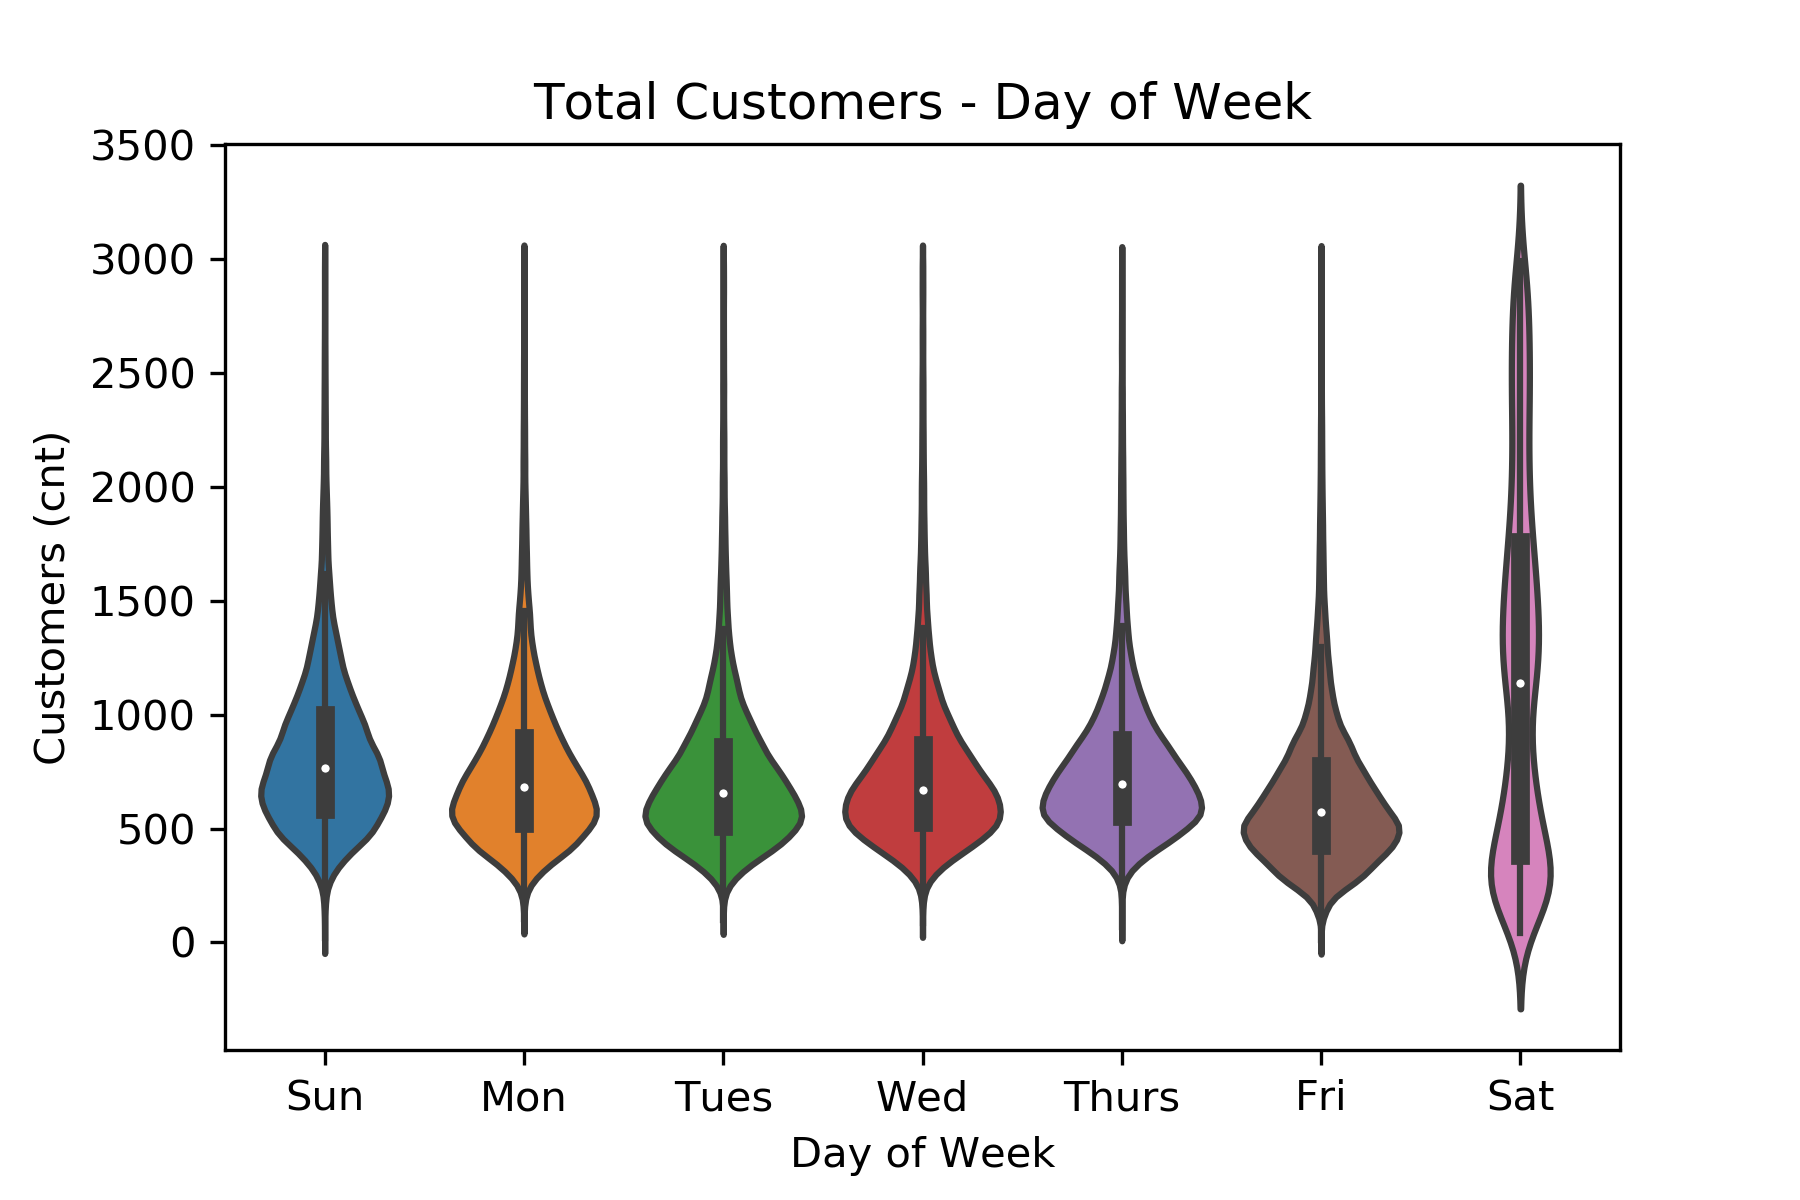 Total Customers - Day of Week
3500
3000
2500
2000
1500
1000
500
0
Customers (cnt)
Sun Mon Tues Wed Thurs Fri Sat
Day of Week